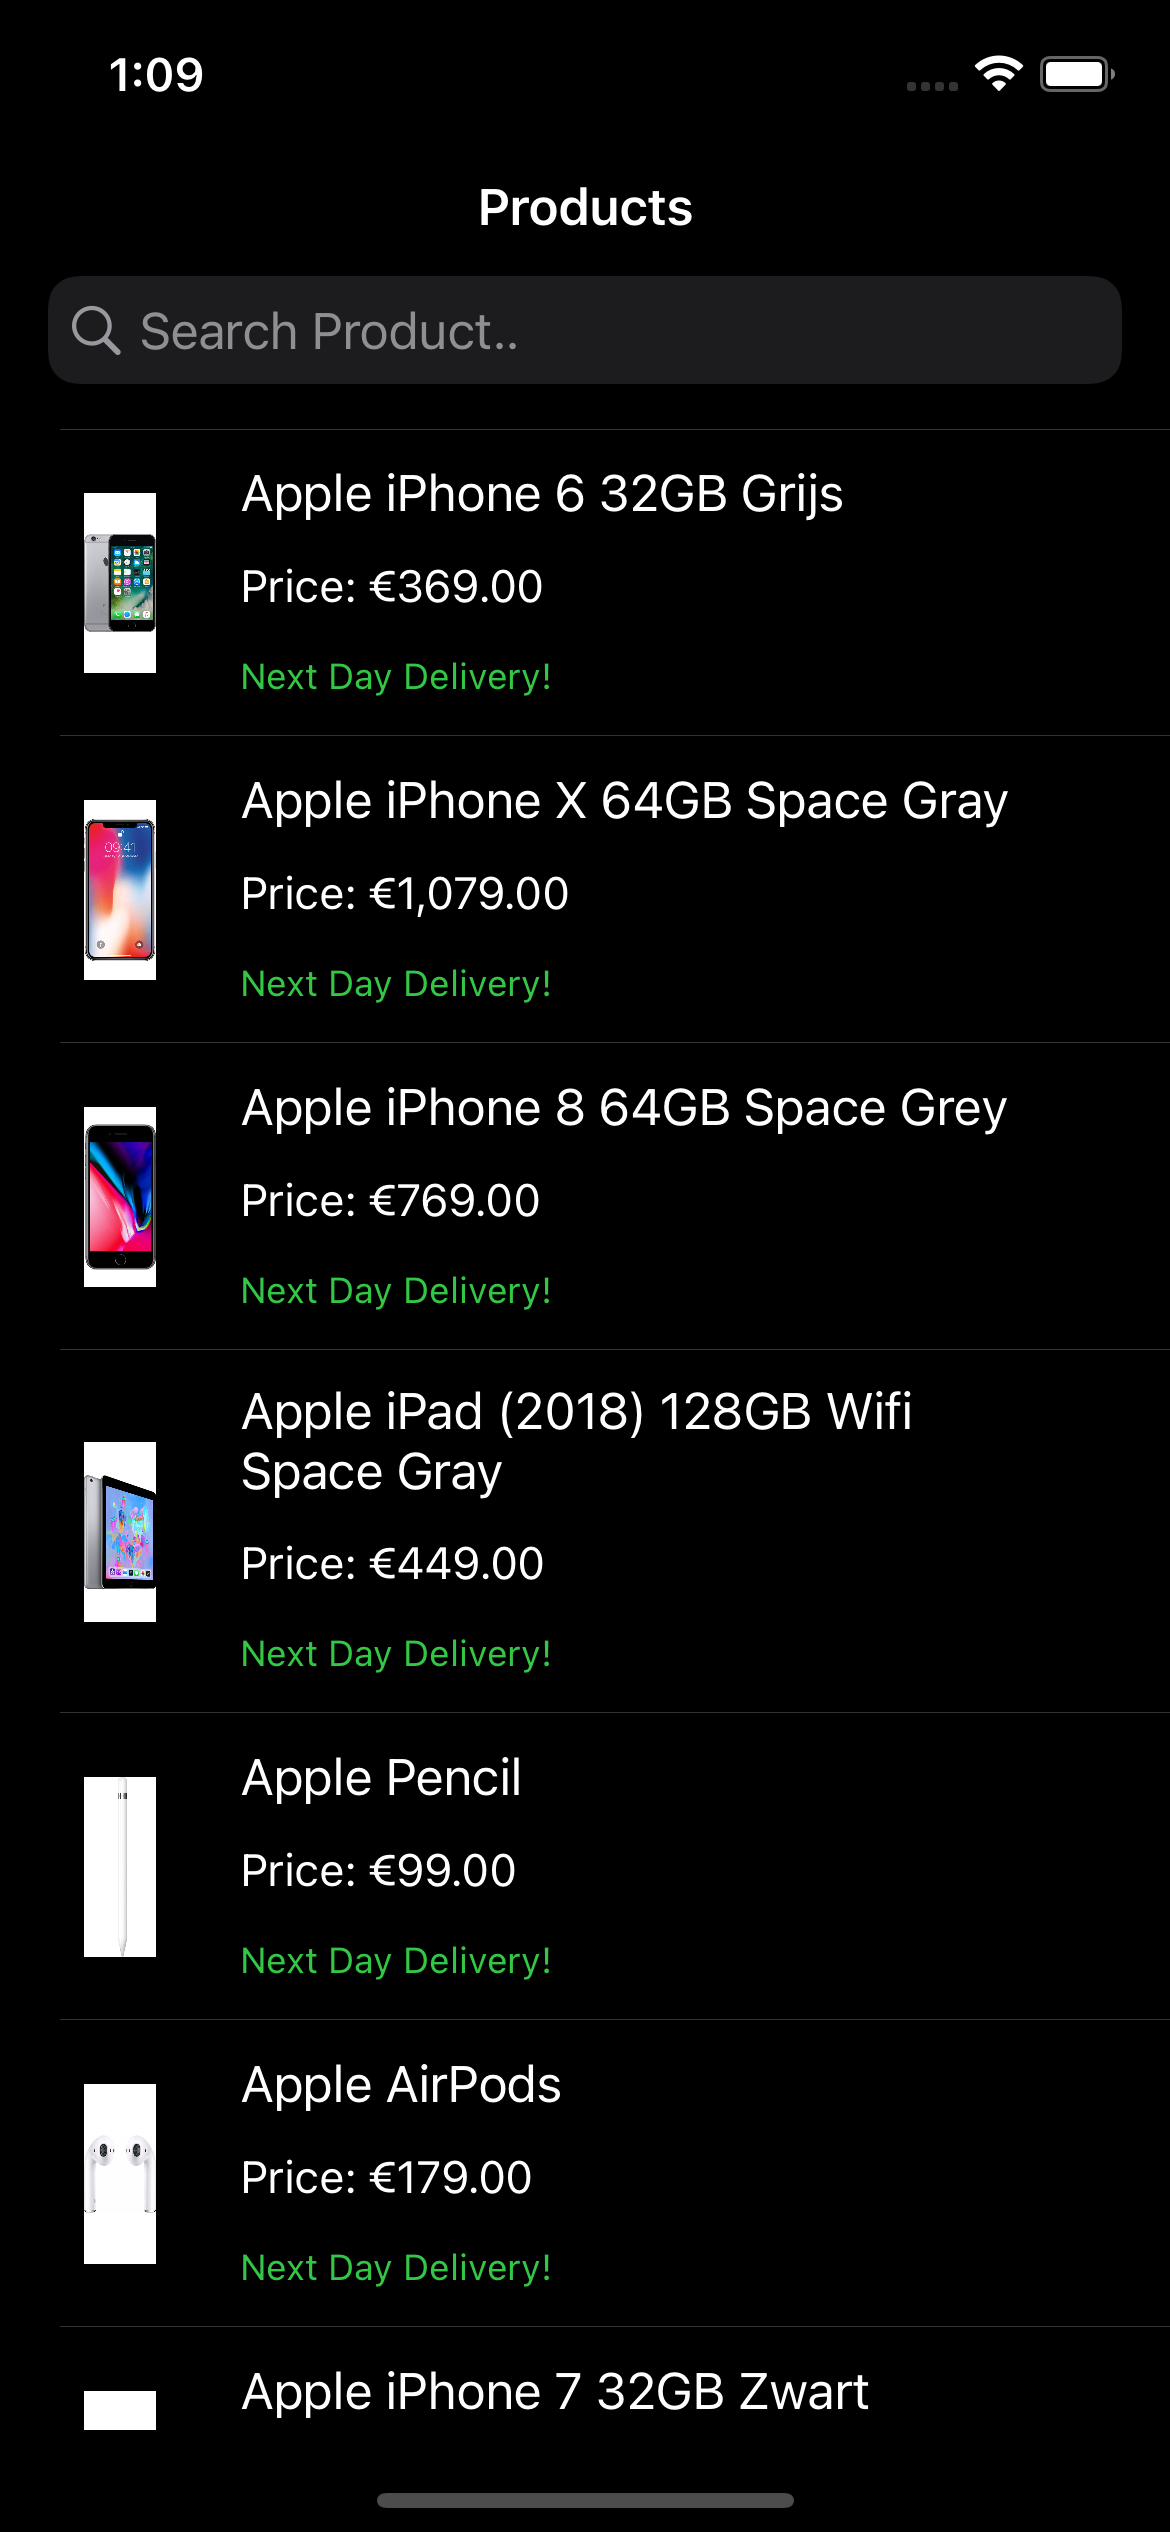 1:09
Products
Search Product..
Apple iPhone 6 32GB Grijs
Price: €369.00
Next Day Delivery!
09:41
Apple iPhone X 64GB Space Gray
Price: €1,079.00
Next Day Delivery!
Apple iPhone 8 64GB Space Grey
Price: €769.00
Next Day Delivery!
Apple iPad (2018) 128GB Wifi
Space Gray
Price: €449.00
Next Day Delivery!
Apple Pencil
Price: €99.00
Next Day Delivery!
Apple AirPods
Price: €179.00
Next Day Delivery!
Apple iPhone 7 32GB Zwart